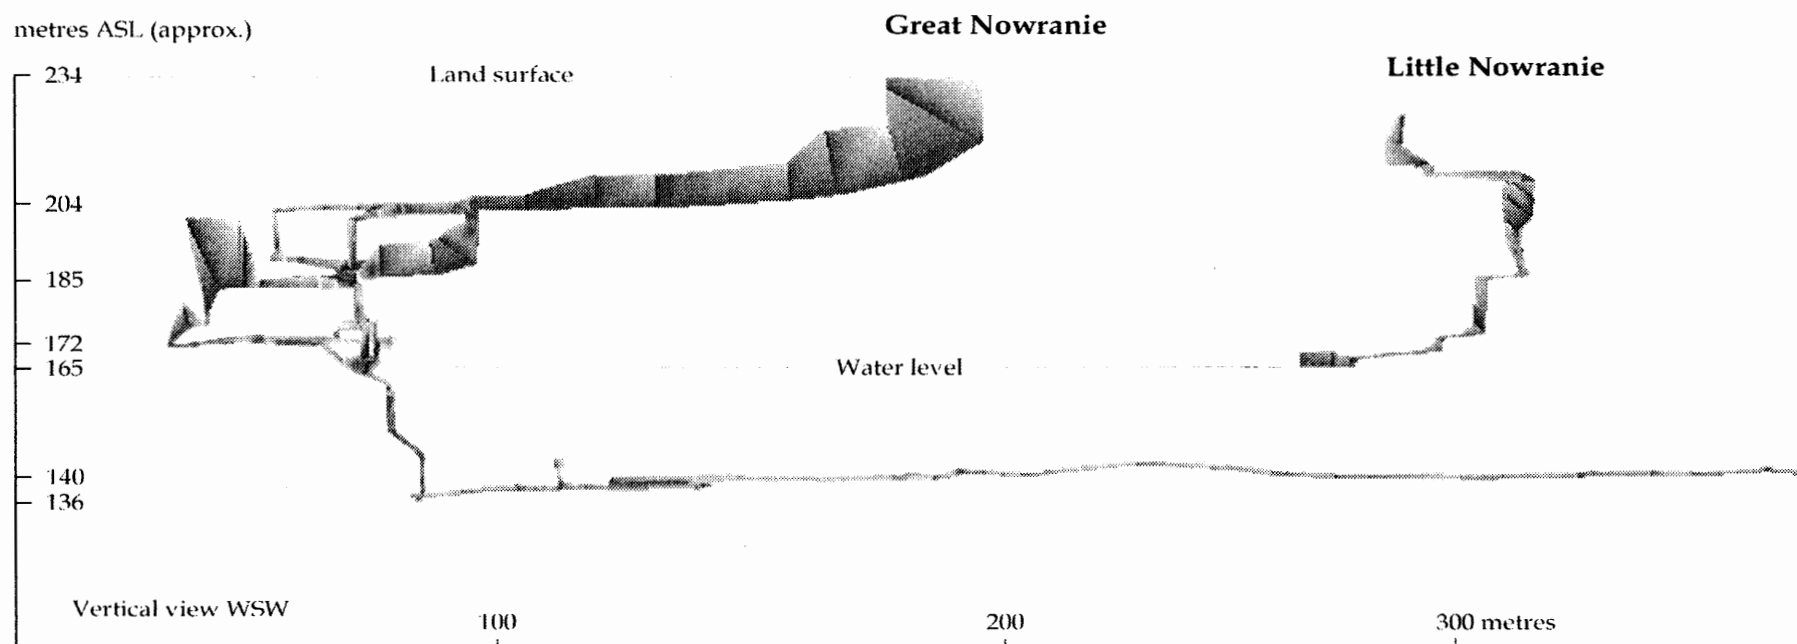 metres ASL (approx.)
Great Nowranie
Little Nowranie
234
Land surface
204
185
172
165
Water level
140
136
Vertical view WSW
100
200
300 metres